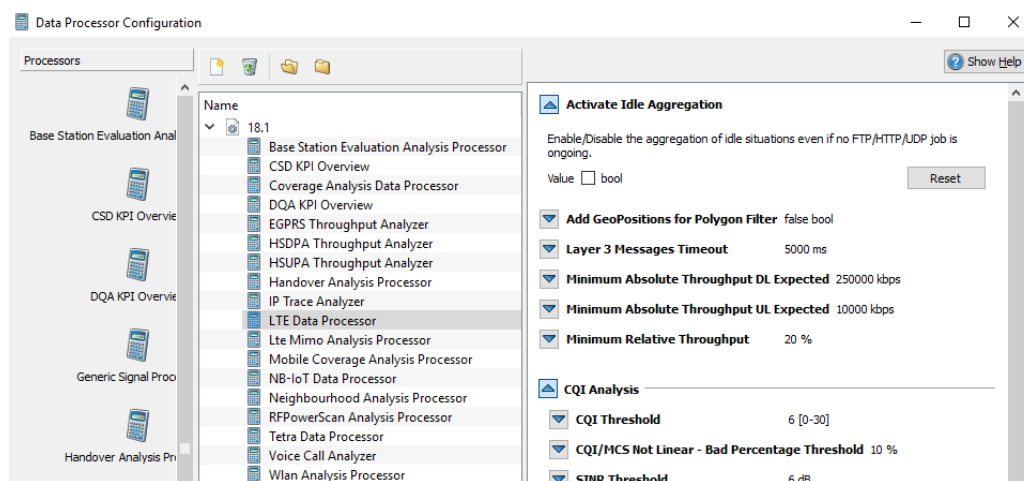 Data Processor Configuration
Processors
Show Help
Base Station Evaluation Anal
CSD KPI Overvie
DQA KPI Overvie
Generic Signal Proc
Handover Analysis Pr
Name
18.1
Base Station Evaluation Analysis Processor
CSD KPI Overview
Coverage Analysis Data Processor
DQA KPI Overview
EGPRS Throughput Analyzer
HSDPA Throughput Analyzer
HSUPA Throughput Analyzer
Handover Analysis Processor
IP Trace Analyzer
LTE Data Processor
Lte Mimo Analysis Processor
Mobile Coverage Analysis Processor
NB-IoT Data Processor
Neighbourhood Analysis Processor
RFPowerScan Analysis Processor
Tetra Data Processor
Voice Call Analyzer
Wlan Analysis Processor
Activate Idle Aggregation
Enable/Disable the aggregation of idle situations even if no FTP/HTTP/UDP job is
ongoing.
Value bool Reset
Add GeoPositions for Polygon Filter false bool
Layer 3 Messages Timeout 5000 ms
Minimum Absolute Throughput DL Expected 250000 kbps
Minimum Absolute Throughput UL Expected 10000 kbps
Minimum Relative Throughput 20 %
CQI Analysis
CQI Threshold 6 [0-30]
CQI/MCS Not Linear - Bad Percentage Threshold 10 %
SINR Threshold 6 dB